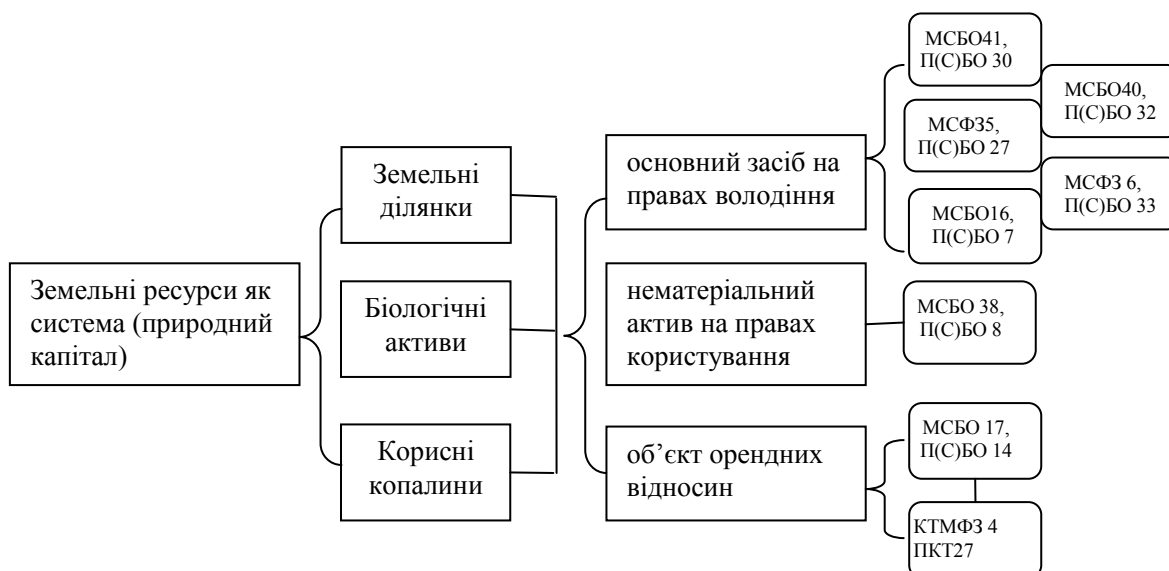 Земельні ресурси як
система (природний
капітал)
Земельні
ділянки
Біологічні
активи
Корисні
копалини
основний засіб на
правах володіння
нематеріальний
актив на правах
користування
об’єкт орендних
відносин
МСБО41,
П(С)БО 30
МСБО40,
П(С)БО 32
МСФЗ5,
П(С)БО 27
МСФЗ 6,
П(С)БО 33
МСБО16,
П(С)БО 7
МСБО 38,
П(С)БО 8
МСБО 17,
П(С)БО 14
КТМФЗ 4
ПКТ27